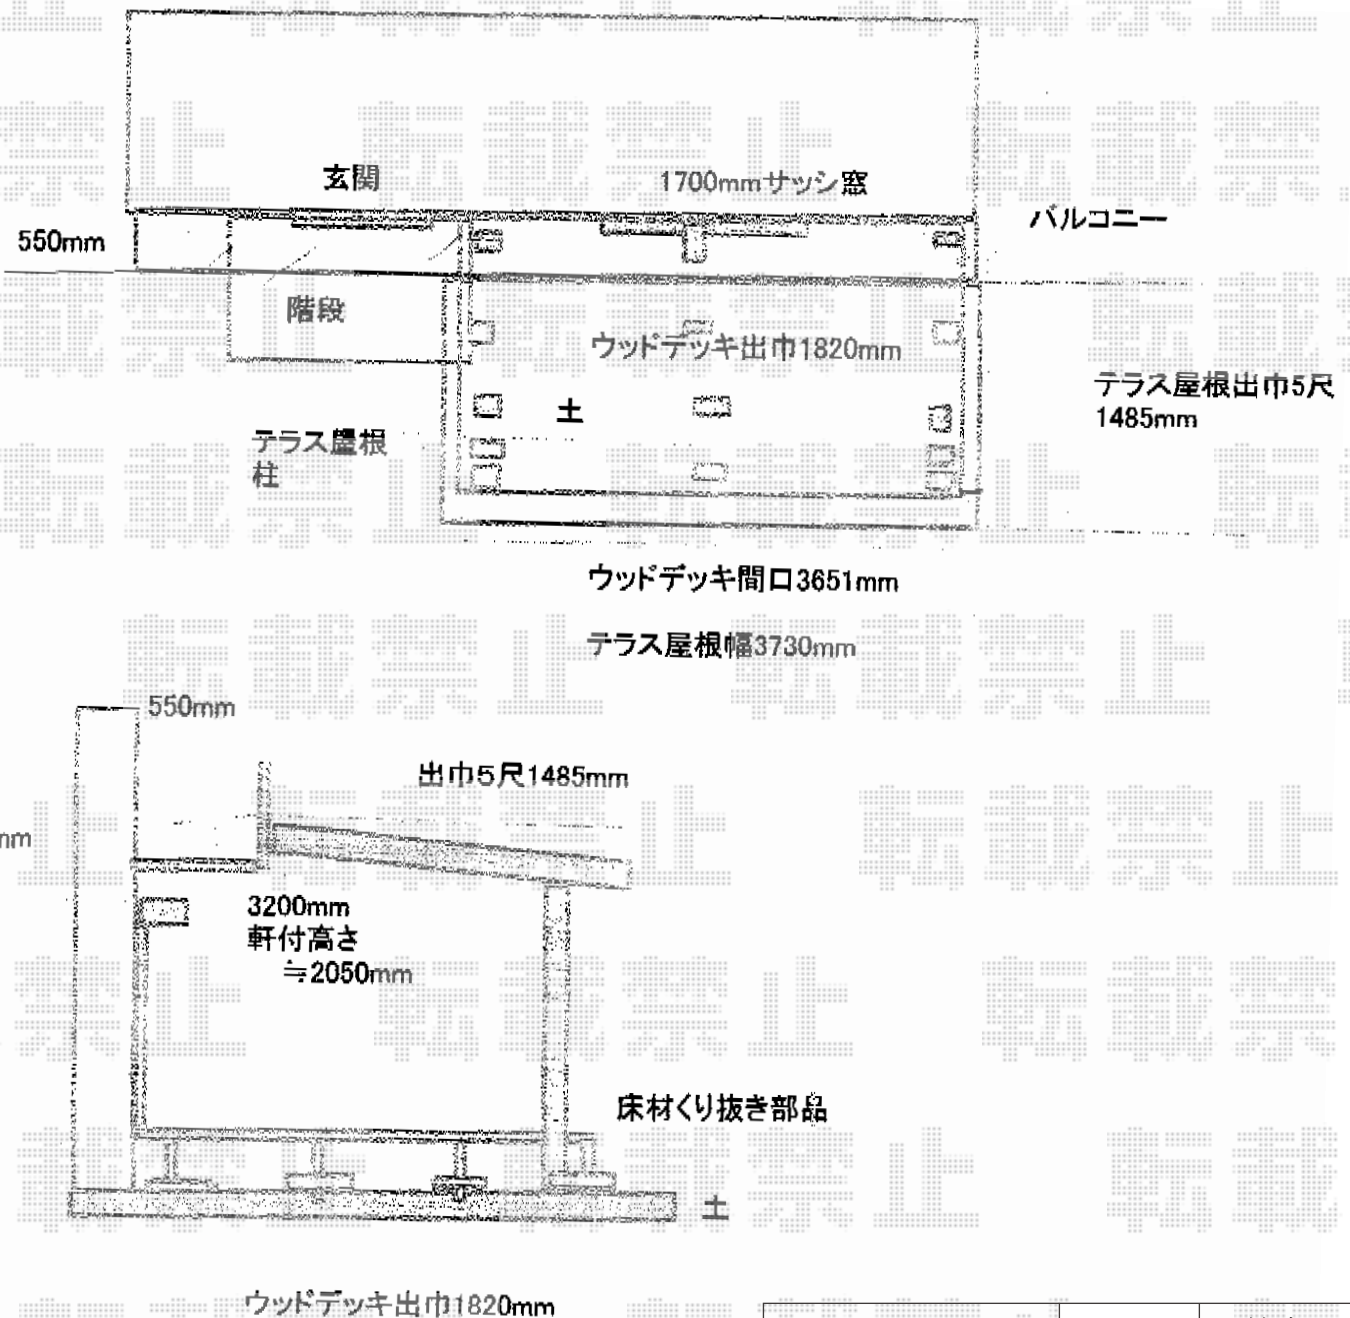 玄関
1700mmサッシ窓
バルコニー
550mm
階段
ウッドデッキ出巾1820mm
テラス屋根出巾5尺
1485mm
土
テラス屋根
柱
ウッドデッキ間口3651mm
テラス屋根幅3730mm
550mm
出巾5尺1485mm
mm
3200mm
軒付高さ
≒2050mm
床材くり抜き部品
土
ウッドデッキ出巾1820mm
転載禁止